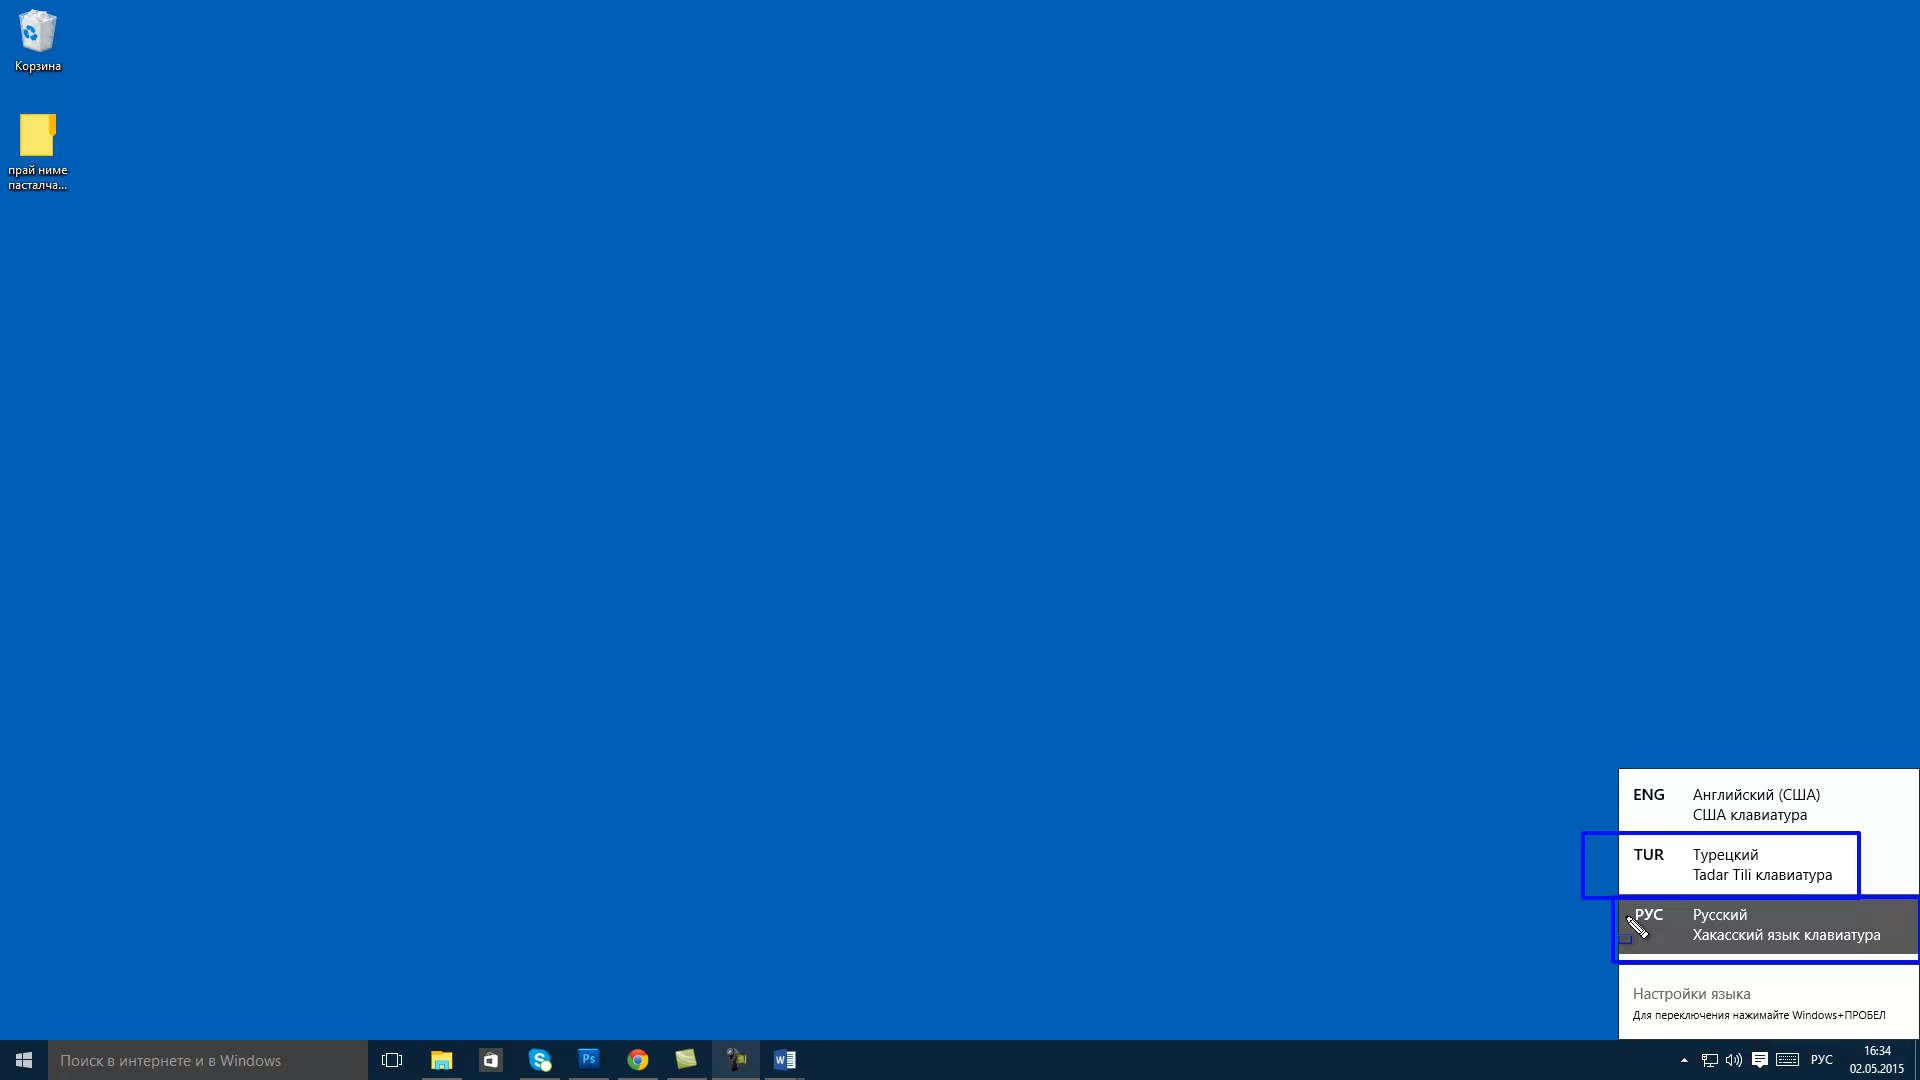 Корзина
прай ниме
пасталча...
ENG Английский (США)
США клавиатура
TUR Турецкий
Tadar Tili клавиатура
РУС Русский
Хакасский язык клавиатура
Настройки языка
Для переключения нажимайте Windows+ПРОБЕЛ
Поиск в интернете и в Windows
Ps
W
РУС
16:34
02.05.2015